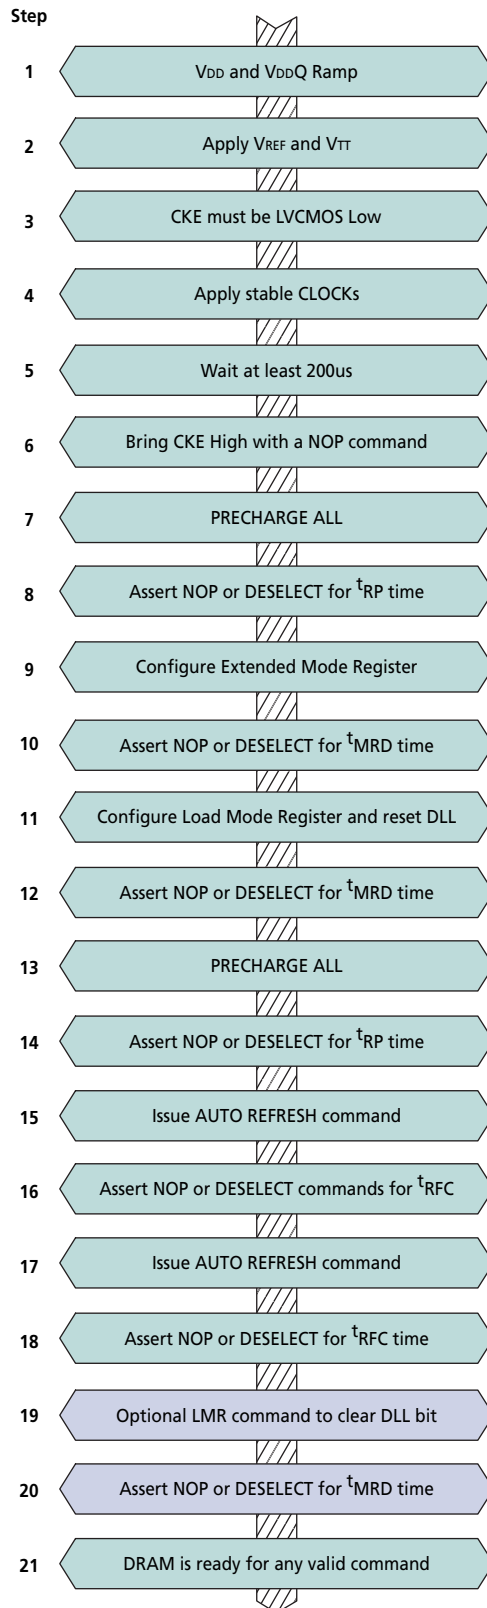 Step
1 VDD and VDDQ Ramp
2 Apply VREF and VTT
3 CKE must be LVCMOS Low
4 Apply stable CLOCKs
5 Wait at least 200us
6 Bring CKE High with a NOP command
7 PRECHARGE ALL
8 Assert NOP or DESELECT for tRP time
9 Configure Extended Mode Register
10 Assert NOP or DESELECT for tMRD time
11 Configure Load Mode Register and reset DLL
12 Assert NOP or DESELECT for tMRD time
13 PRECHARGE ALL
14 Assert NOP or DESELECT for tRP time
15 Issue AUTO REFRESH command
16 Assert NOP or DESELECT commands for tRFC
17 Issue AUTO REFRESH command
18 Assert NOP or DESELECT for tRFC time
19 Optional LMR command to clear DLL bit
20 Assert NOP or DESELECT for tMRD time
21 DRAM is ready for any valid command